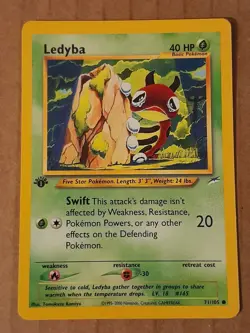 Ledyba
40 HP
Basic Pokémon
Five Star Pokémon. Length: 3' 3", Weight: 24 lbs.
Swift This attack's damage isn't
affected by Weakness, Resistance,
Pokémon Powers, or any other
effects on the Defending
Pokémon.
20
weakness
resistance
retreat cost
-30
Sensitive to cold, Ledyba gather together in groups to share
warmth when the temperature drops. LV. 10 #165
Illus. Tomokazu Komiya